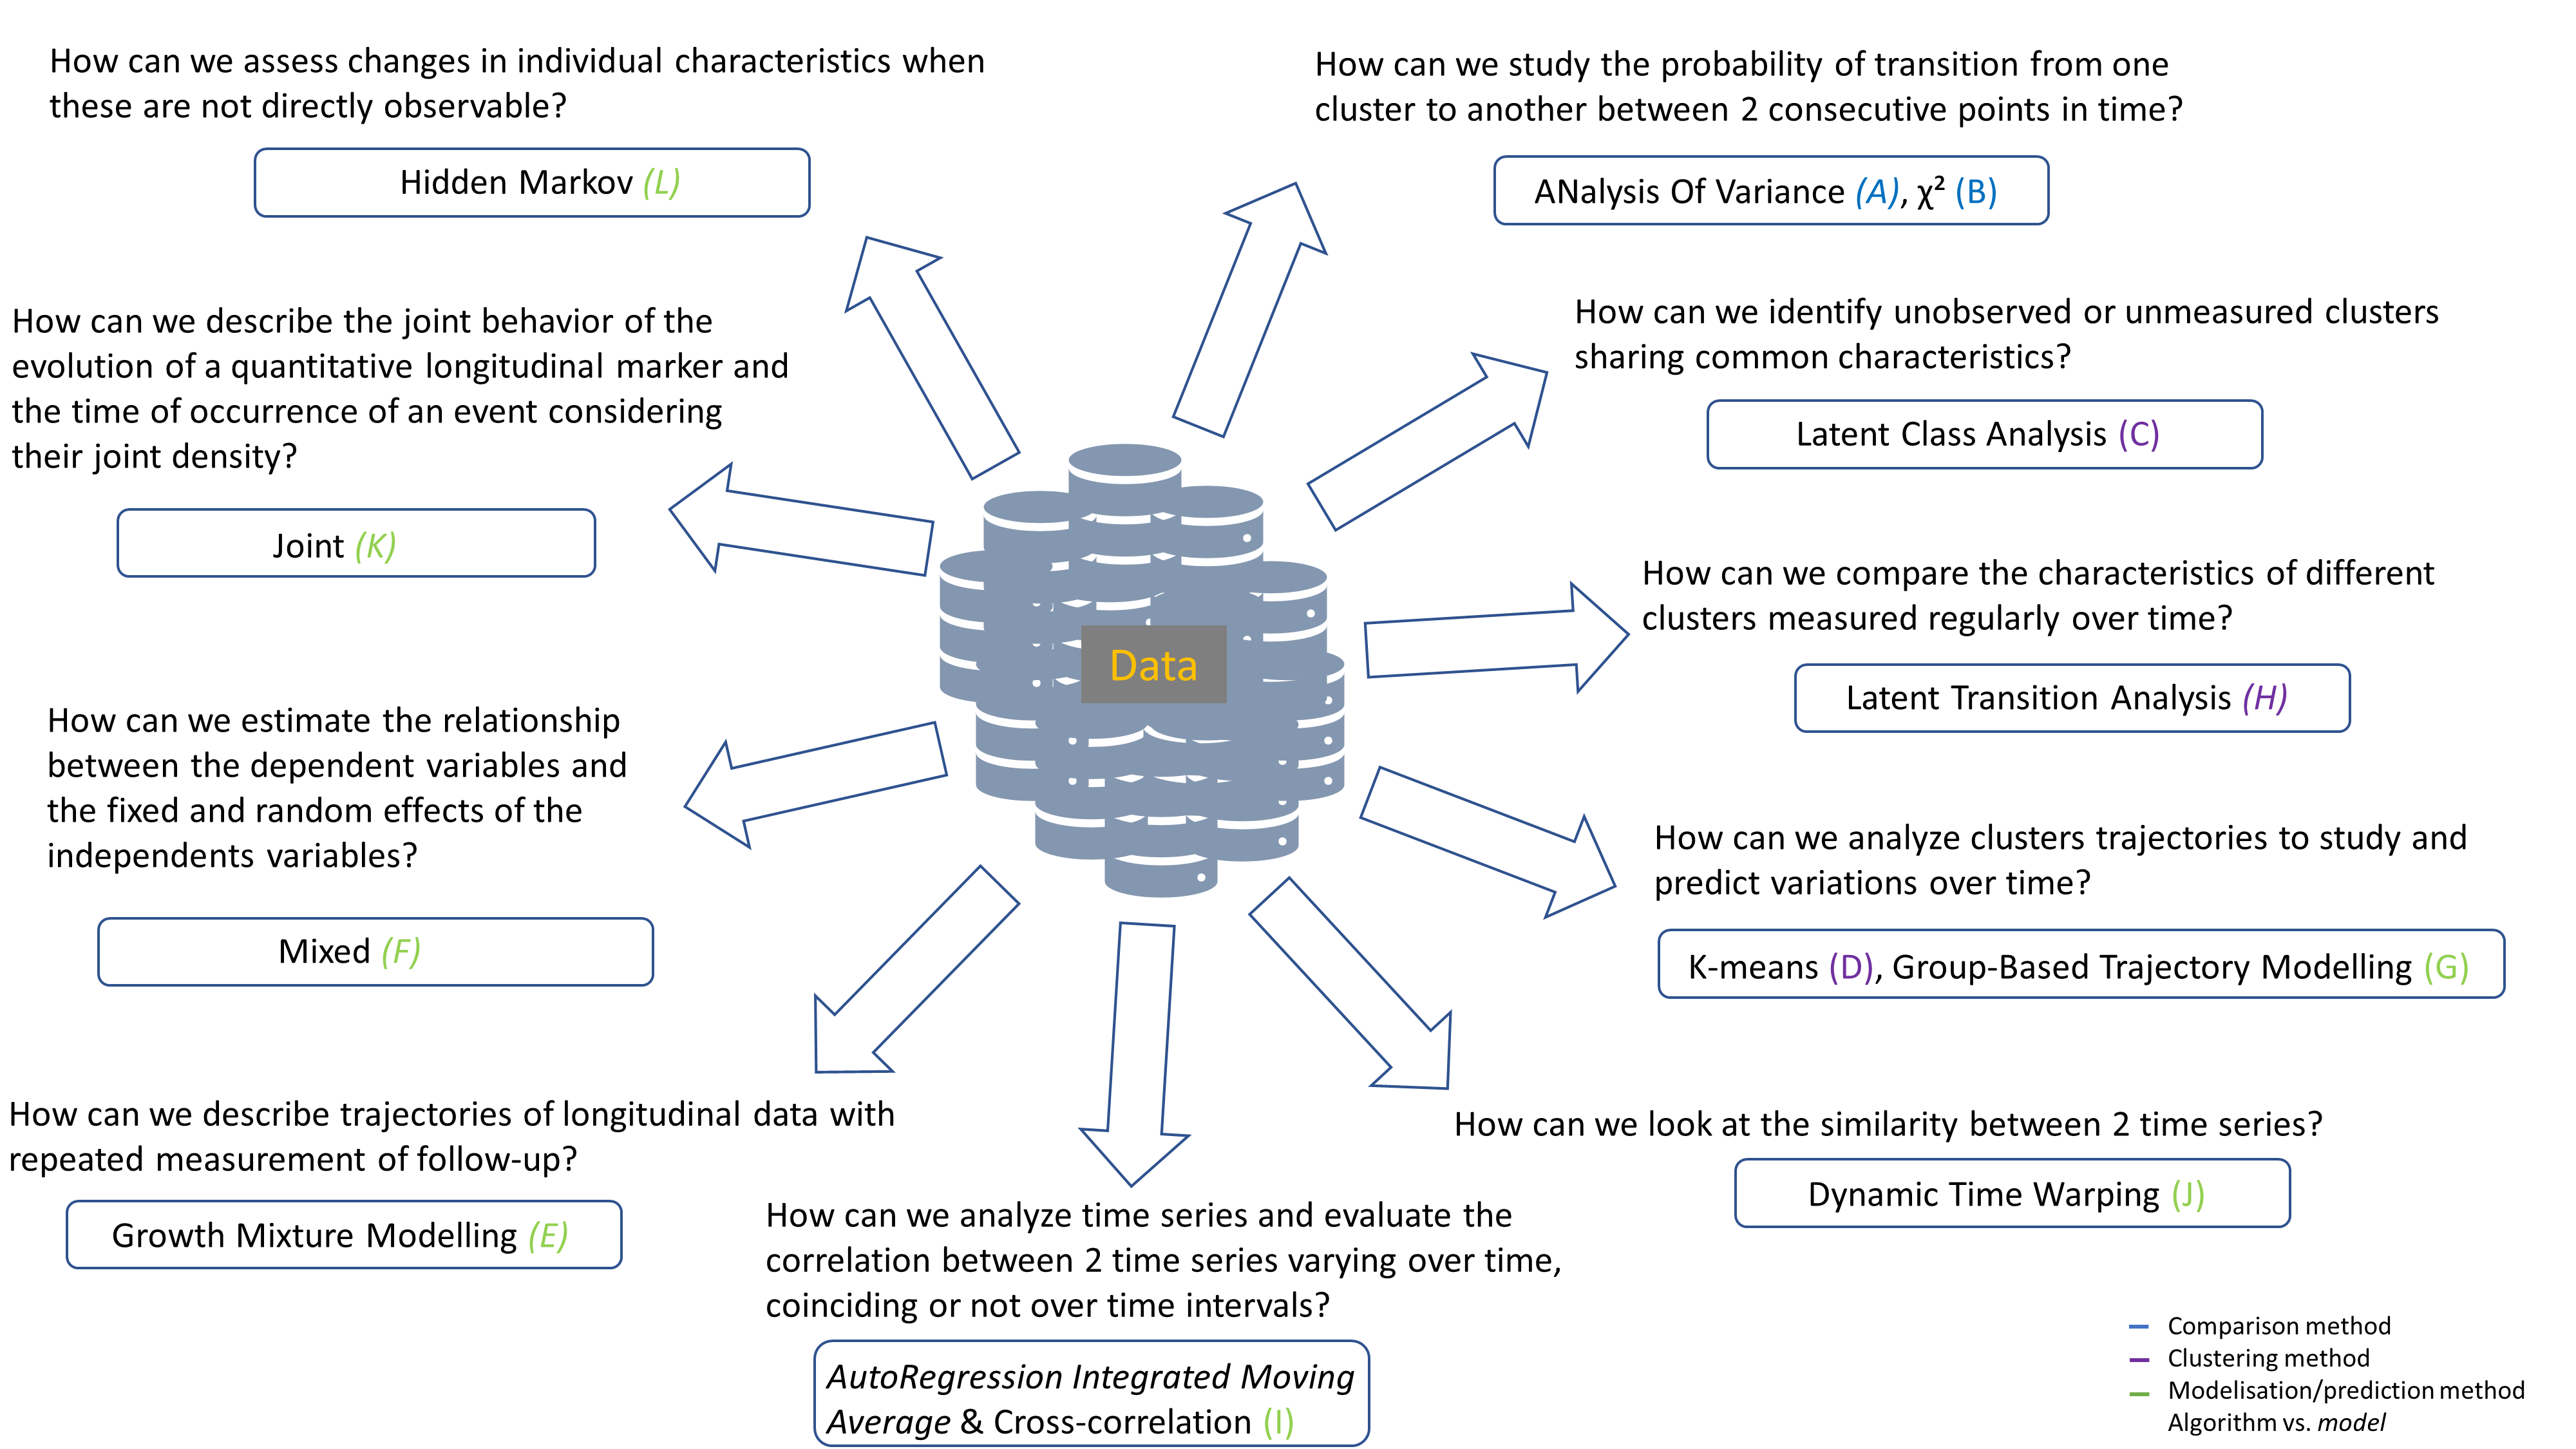 How can we assess changes in individual characteristics when
these are not directly observable?
Hidden Markov (L)
How can we study the probability of transition from one
cluster to another between 2 consecutive points in time?
ANalysis Of Variance (A), χ² (B)
How can we describe the joint behavior of the
evolution of a quantitative longitudinal marker and
the time of occurrence of an event considering
their joint density?
Joint (K)
How can we identify unobserved or unmeasured clusters
sharing common characteristics?
Latent Class Analysis (C)
How can we compare the characteristics of different
clusters measured regularly over time?
Latent Transition Analysis (H)
Data
How can we estimate the relationship
between the dependent variables and
the fixed and random effects of the
independents variables?
Mixed (F)
How can we analyze clusters trajectories to study and
predict variations over time?
K-means (D), Group-Based Trajectory Modelling (G)
How can we describe trajectories of longitudinal data with
repeated measurement of follow-up?
Growth Mixture Modelling (E)
How can we analyze time series and evaluate the
correlation between 2 time series varying over time,
coinciding or not over time intervals?
AutoRegression Integrated Moving
Average & Cross-correlation (I)
How can we look at the similarity between 2 time series?
Dynamic Time Warping (J)
Comparison method
Clustering method
Modelisation/prediction method
Algorithm vs. model